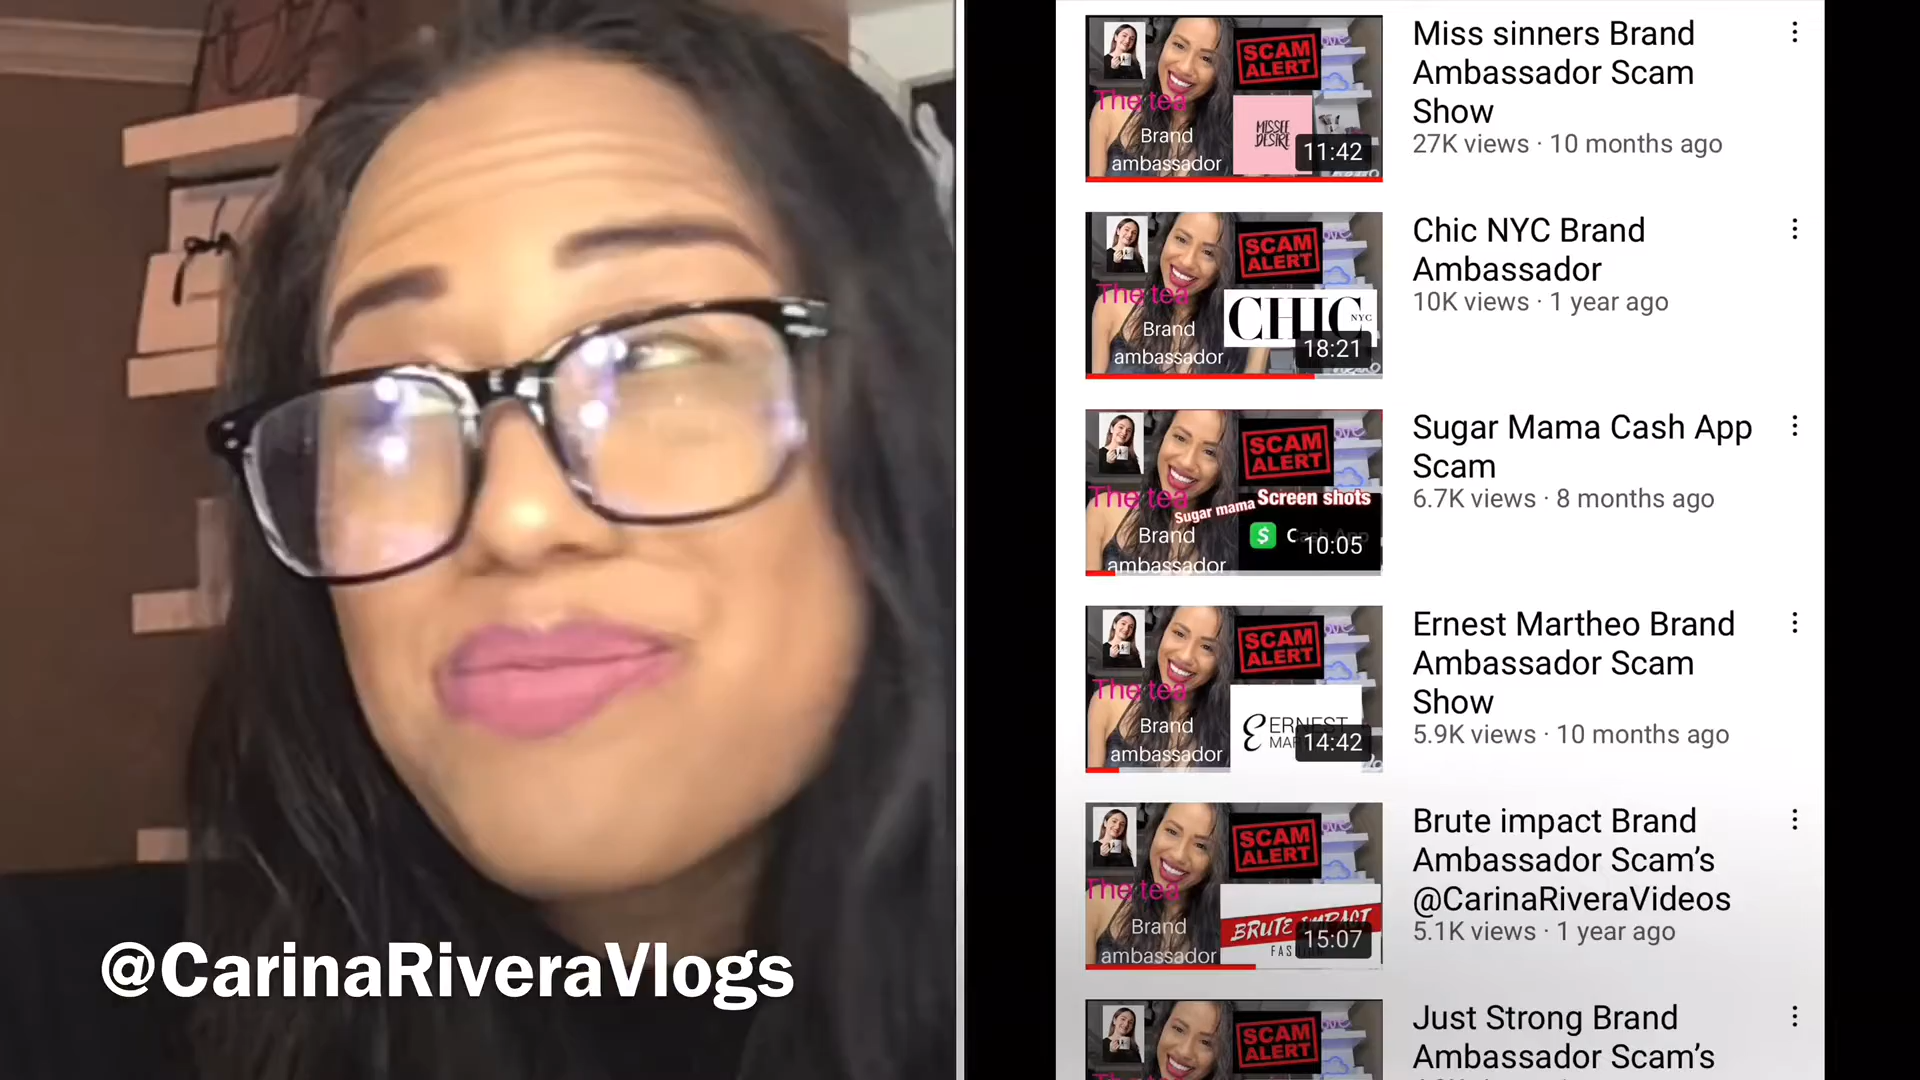 @CarinaRiveraVlogs
SCAM
ALERT
The tea
Brand
ambassador
MISSEE
DESIRE
11:42
Miss sinners Brand
Ambassador Scam
Show
27K views · 10 months ago
SCAM
ALERT
The tea
Brand
ambassador
CHIC
NYC
18:21
Chic NYC Brand
Ambassador
10K views · 1 year ago
SCAM
ALERT
The tea
Sugar mama Screen shots
Brand
ambassador
$
10:05
Sugar Mama Cash App
Scam
6.7K views · 8 months ago
SCAM
ALERT
The tea
Brand
ambassador
ERNEST
14:42
Ernest Martheo Brand
Ambassador Scam
Show
5.9K views · 10 months ago
SCAM
ALERT
The tea
Brand
ambassador
BRUTE IMPACT
15:07
Brute impact Brand
Ambassador Scam’s
@CarinaRiveraVideos
5.1K views · 1 year ago
SCAM
ALERT
Just Strong Brand
Ambassador Scam’s